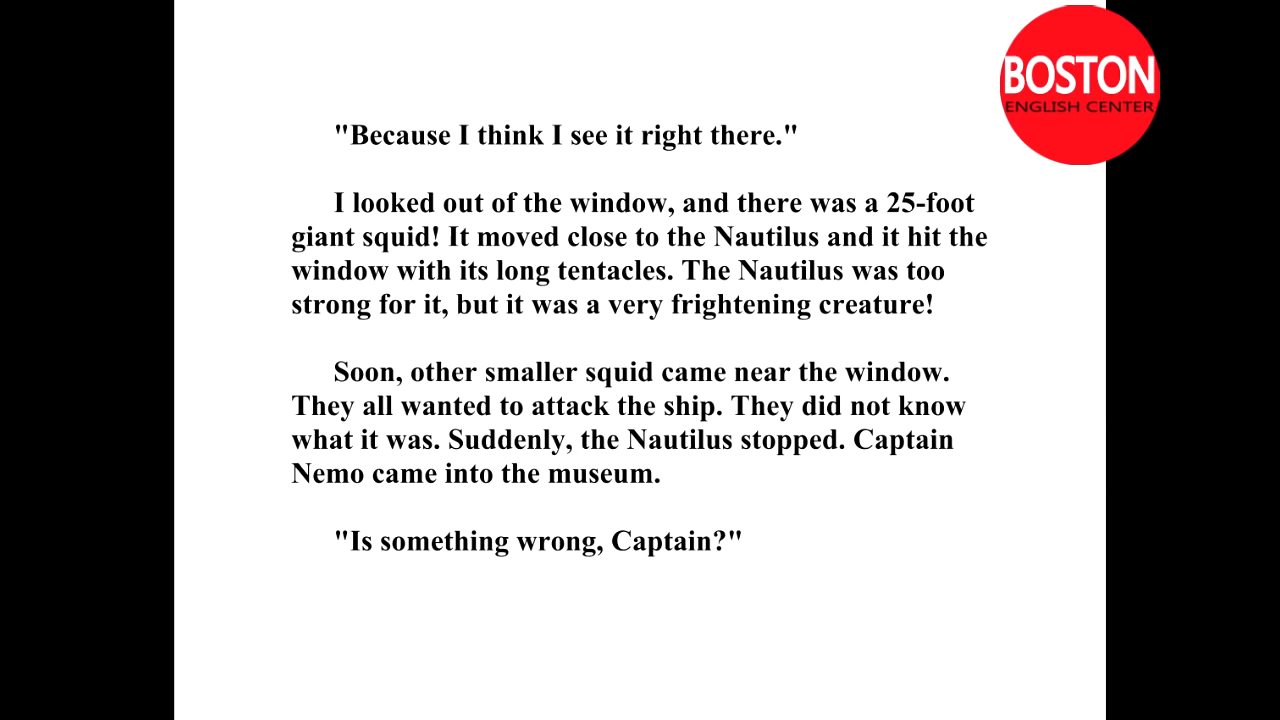 BOSTON
ENGLISH CENTER
"Because I think I see it right there."
I looked out of the window, and there was a 25-foot
giant squid! It moved close to the Nautilus and it hit the
window with its long tentacles. The Nautilus was too
strong for it, but it was a very frightening creature!
Soon, other smaller squid came near the window.
They all wanted to attack the ship. They did not know
what it was. Suddenly, the Nautilus stopped. Captain
Nemo came into the museum.
"Is something wrong, Captain?"